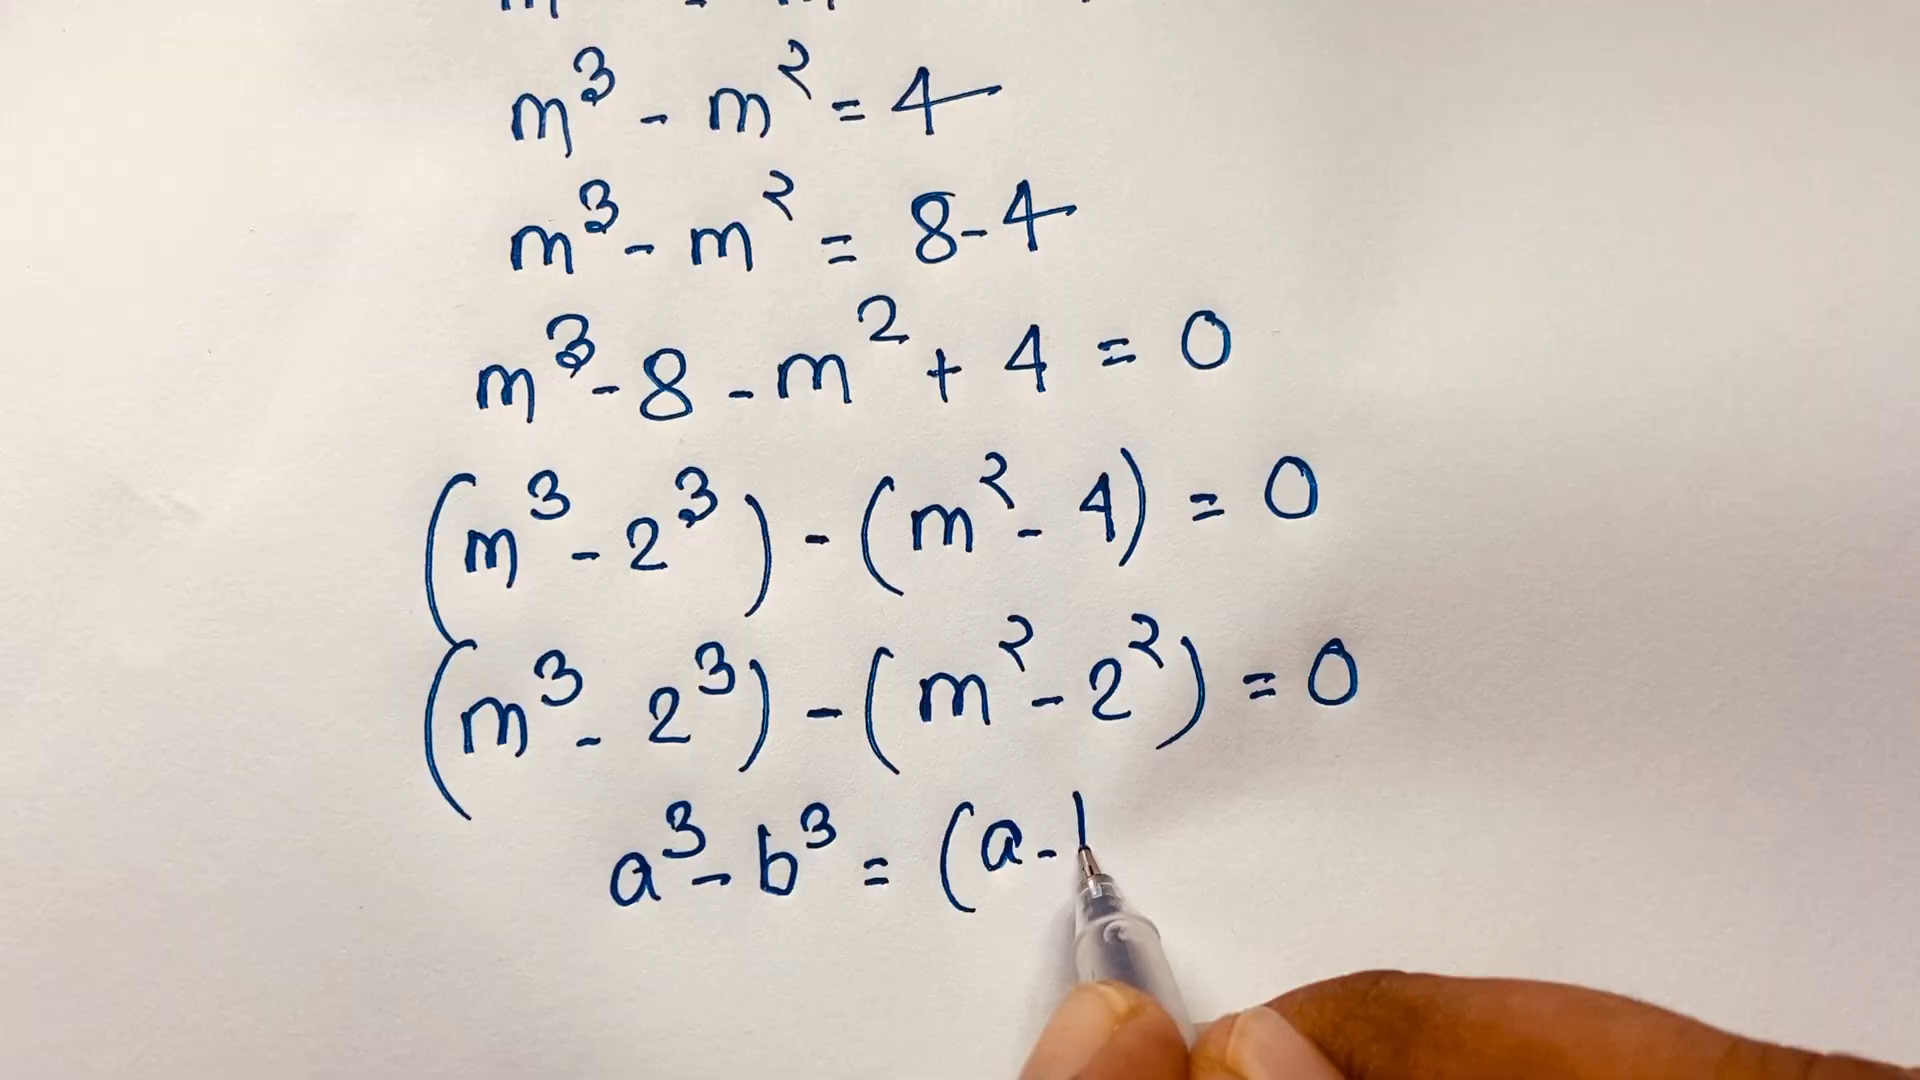 m³ - m² = 4
m³ - m² = 8-4
m³ - 8 - m² + 4 = 0
(m³ - 2³) - (m² - 4) = 0
(m³ - 2³) - (m² - 2²) = 0
a³ - b³ = (a -